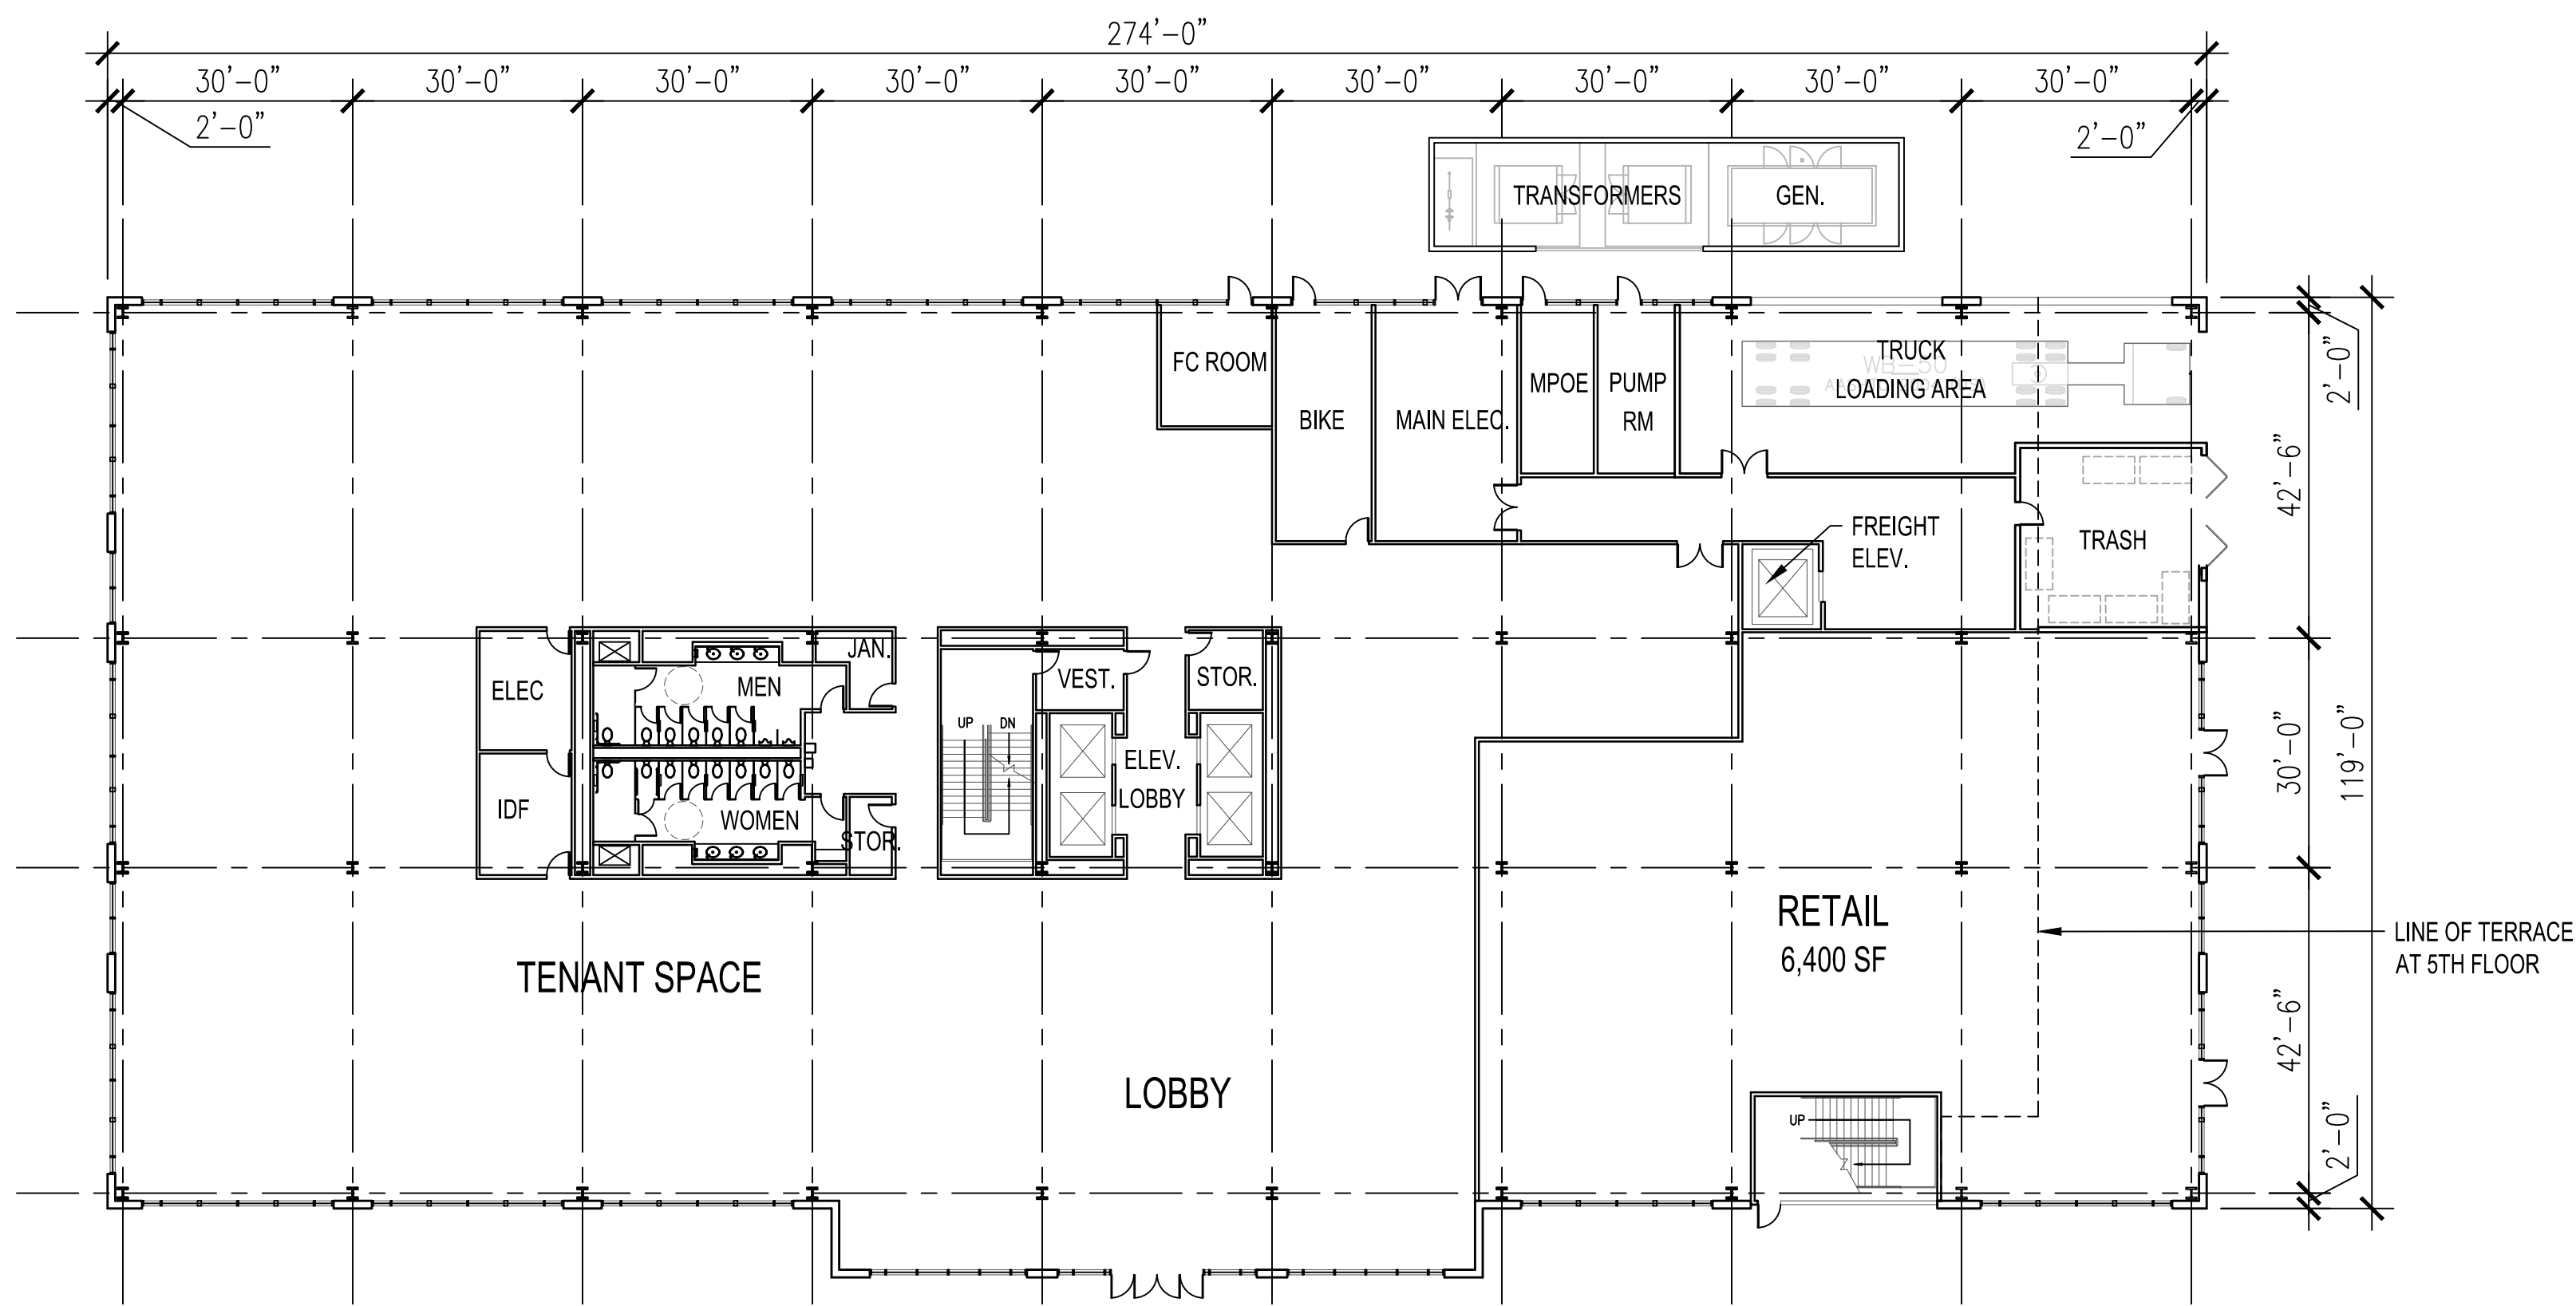 274'-0"
30'-0"
30'-0"
30'-0"
30'-0"
30'-0"
30'-0"
30'-0"
30'-0"
30'-0"
2'-0"
2'-0"
TRANSFORMERS
GEN.
FC ROOM
BIKE
MAIN ELEC.
MPOE
PUMP
RM
WB-50
TRUCK
LOADING AREA
2'-0"
42'-6"
FREIGHT
ELEV.
TRASH
ELEC
MEN
JAN.
VEST.
STOR.
UP
DN
ELEV.
LOBBY
IDF
WOMEN
STOR.
30'-0"
119'-0"
RETAIL
6,400 SF
LINE OF TERRACE
AT 5TH FLOOR
TENANT SPACE
LOBBY
42'-6"
UP
2'-0"